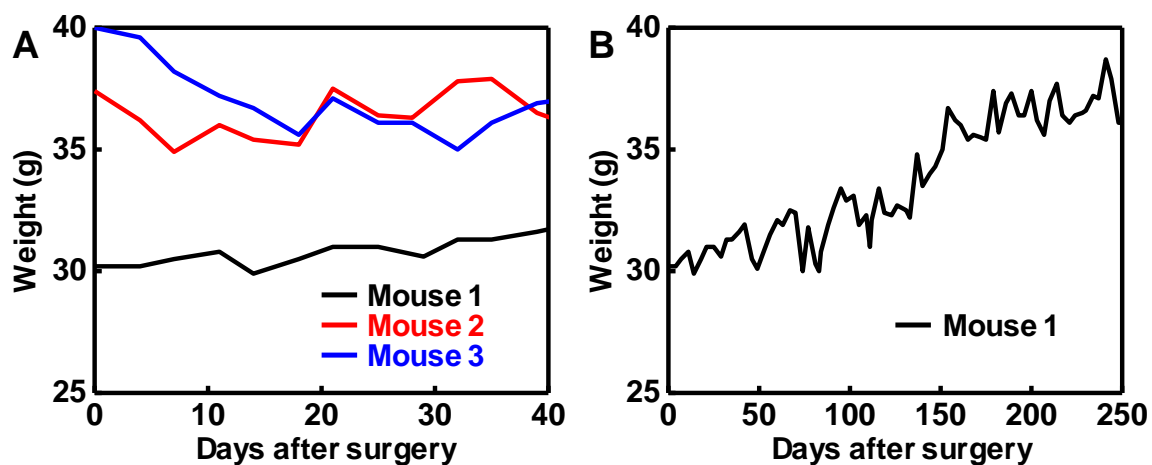 A
Weight (g)
40
35
30
25
Mouse 1
Mouse 2
Mouse 3
0 10 20 30 40
Days after surgery
B
Weight (g)
40
35
30
25
Mouse 1
0 50 100 150 200 250
Days after surgery